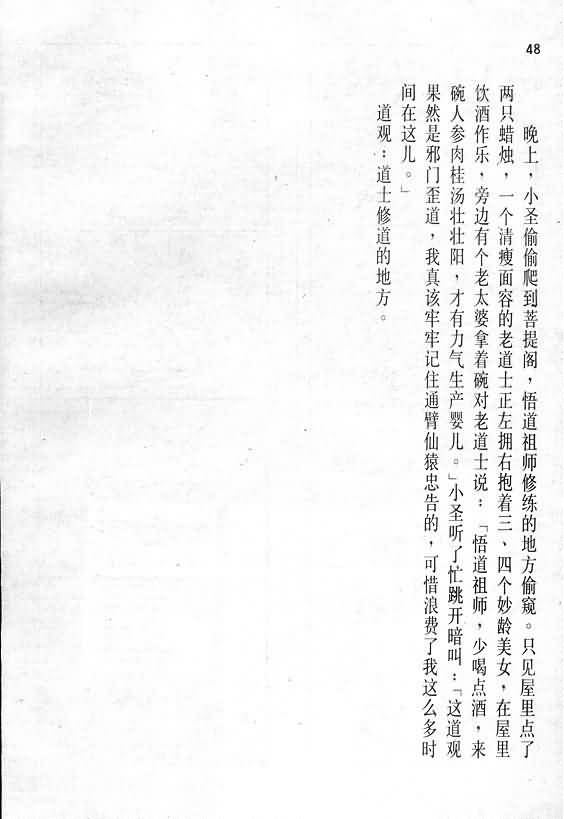 48
晚上，小圣偷偷爬到菩提阁，悟道祖师修练的地方偷窥。只见屋里点了
两只蜡烛，一个清瘦面容的老道士正左拥右抱着三、四个妙龄美女，在屋里
饮酒作乐，旁边有个老太婆拿着碗对老道士说：「悟道祖师，少喝点酒，来
碗人参肉桂汤壮壮阳，才有力气生产婴儿。」小圣听了忙跳开暗叫：「这道观
果然是邪门歪道，我真该牢牢记住通臂仙猿忠告的，可惜浪费了我这么多时
间在这儿。」
道观：道士修道的地方。